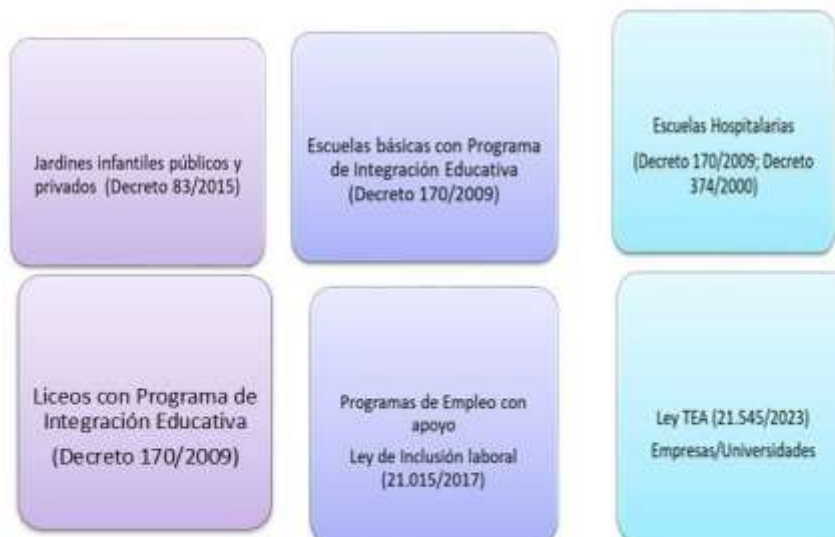 Jardines infantiles públicos y
privados (Decreto 83/2015)
Escuelas básicas con Programa
de Integración Educativa
(Decreto 170/2009)
Escuelas Hospitalarias
(Decreto 170/2009; Decreto
374/2000)
Liceos con Programa de
Integración Educativa
(Decreto 170/2009)
Programas de Empleo con
apoyo
Ley de Inclusión laboral
(21.015/2017)
Ley TEA (21.545/2023)
Empresas/Universidades